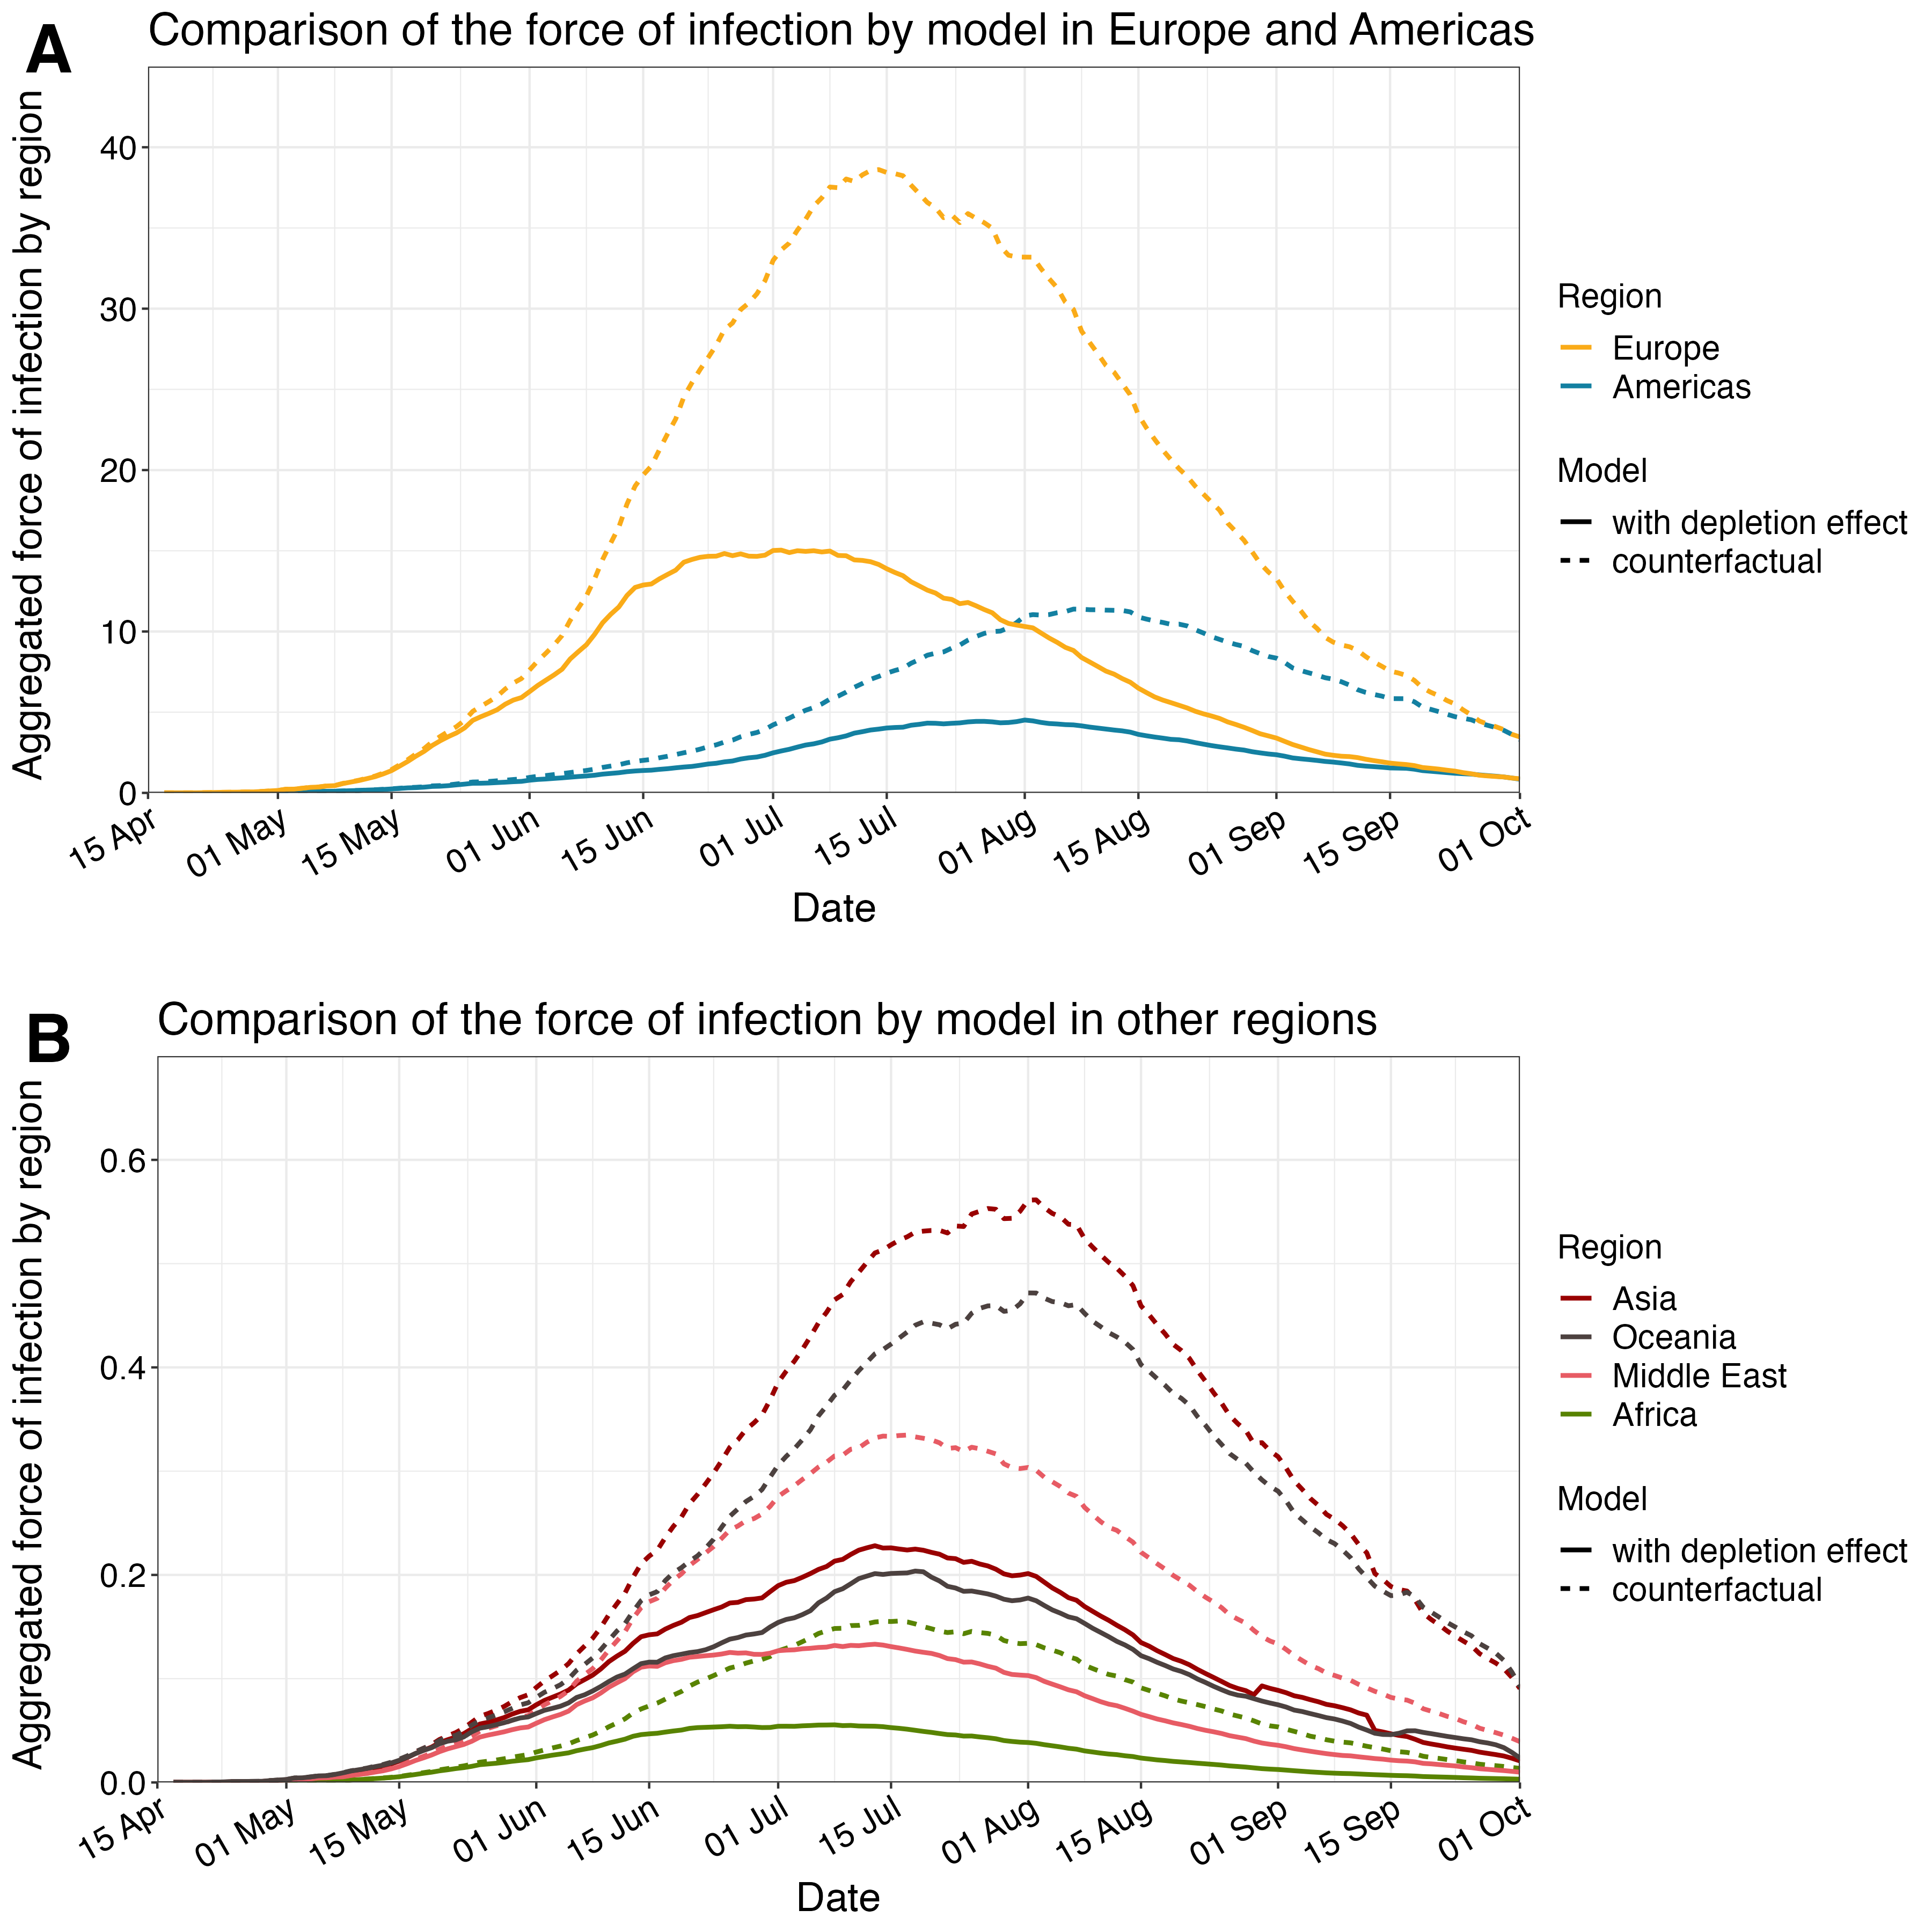 A
Comparison of the force of infection by model in Europe and Americas
Aggregated force of infection by region
40
30
20
10
0
15 Apr
01 May
15 May
01 Jun
15 Jun
01 Jul
15 Jul
01 Aug
15 Aug
01 Sep
15 Sep
01 Oct
Date
Region
Europe
Americas
Model
with depletion effect
counterfactual
B
Comparison of the force of infection by model in other regions
Aggregated force of infection by region
0.6
0.4
0.2
0.0
15 Apr
01 May
15 May
01 Jun
15 Jun
01 Jul
15 Jul
01 Aug
15 Aug
01 Sep
15 Sep
01 Oct
Date
Region
Asia
Oceania
Middle East
Africa
Model
with depletion effect
counterfactual